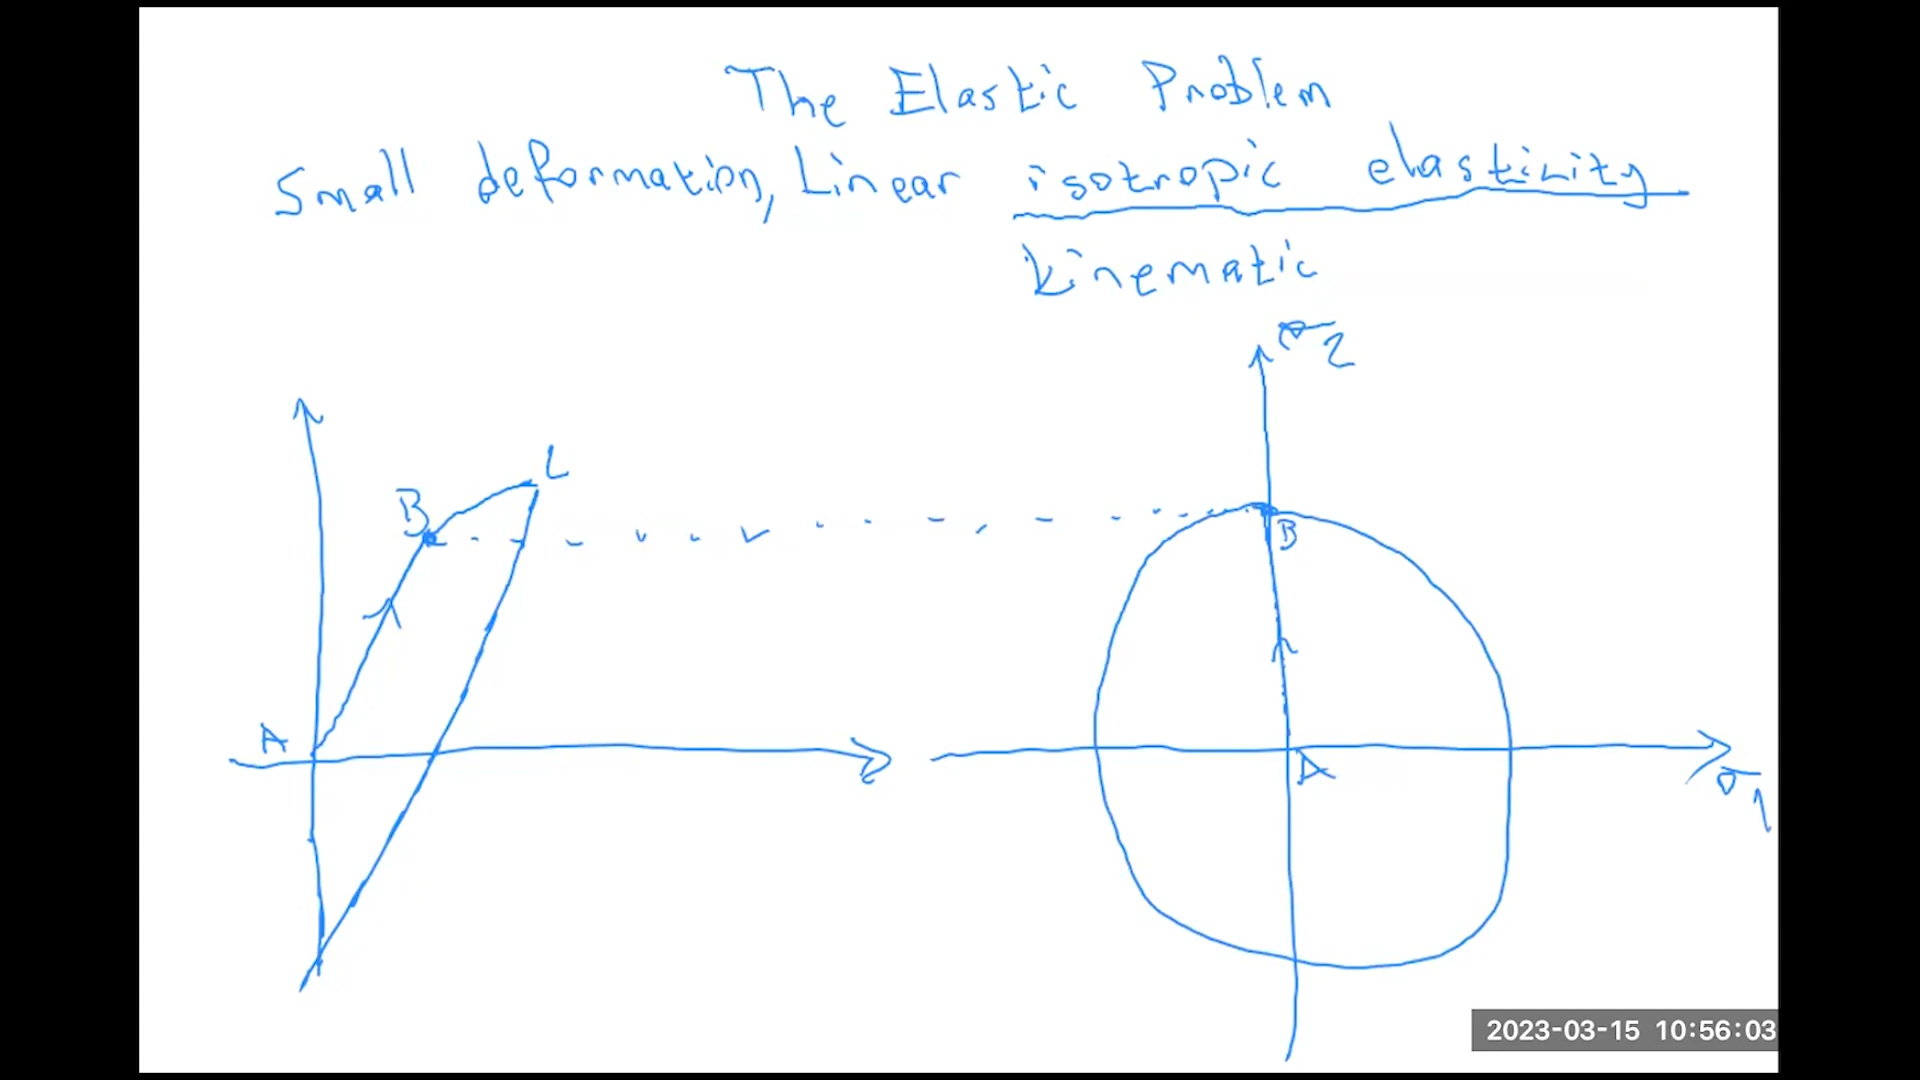 The Elastic Problem
Small deformation, Linear isotropic elasticity
kinematic
σ2
L
B
B
A
A
σ1
2023-03-15 10:56:03